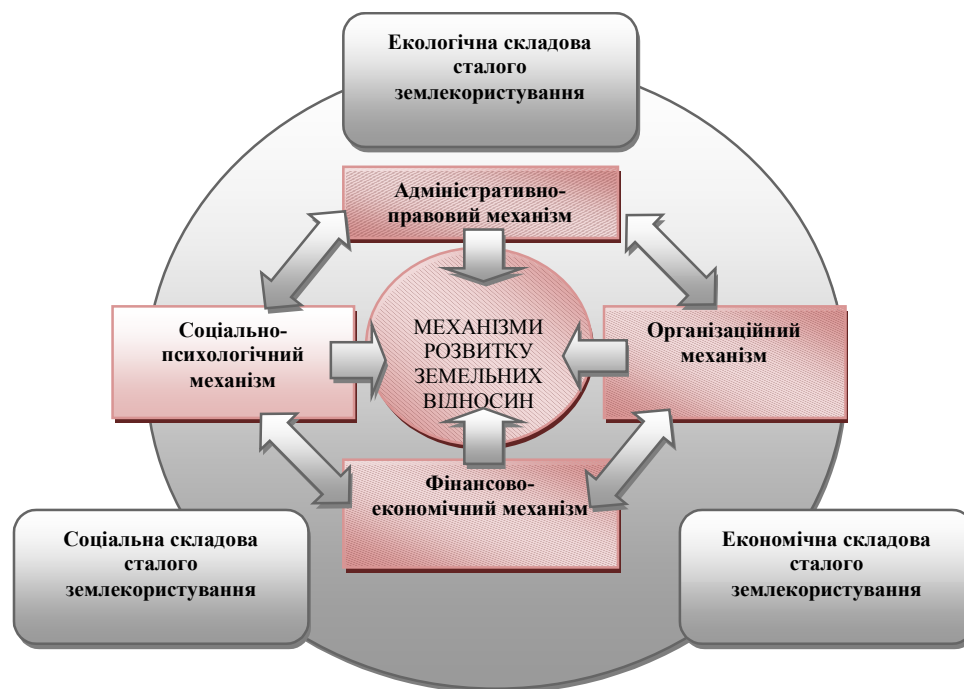 Екологічна складова
сталого
землекористування
Адміністративно-
правовий механізм
Соціально-
психологічний
механізм
МЕХАНІЗМИ
РОЗВИТКУ
ЗЕМЕЛЬНИХ
ВІДНОСИН
Організаційний
механізм
Фінансово-
економічний механізм
Соціальна складова
сталого
землекористування
Економічна складова
сталого
землекористування